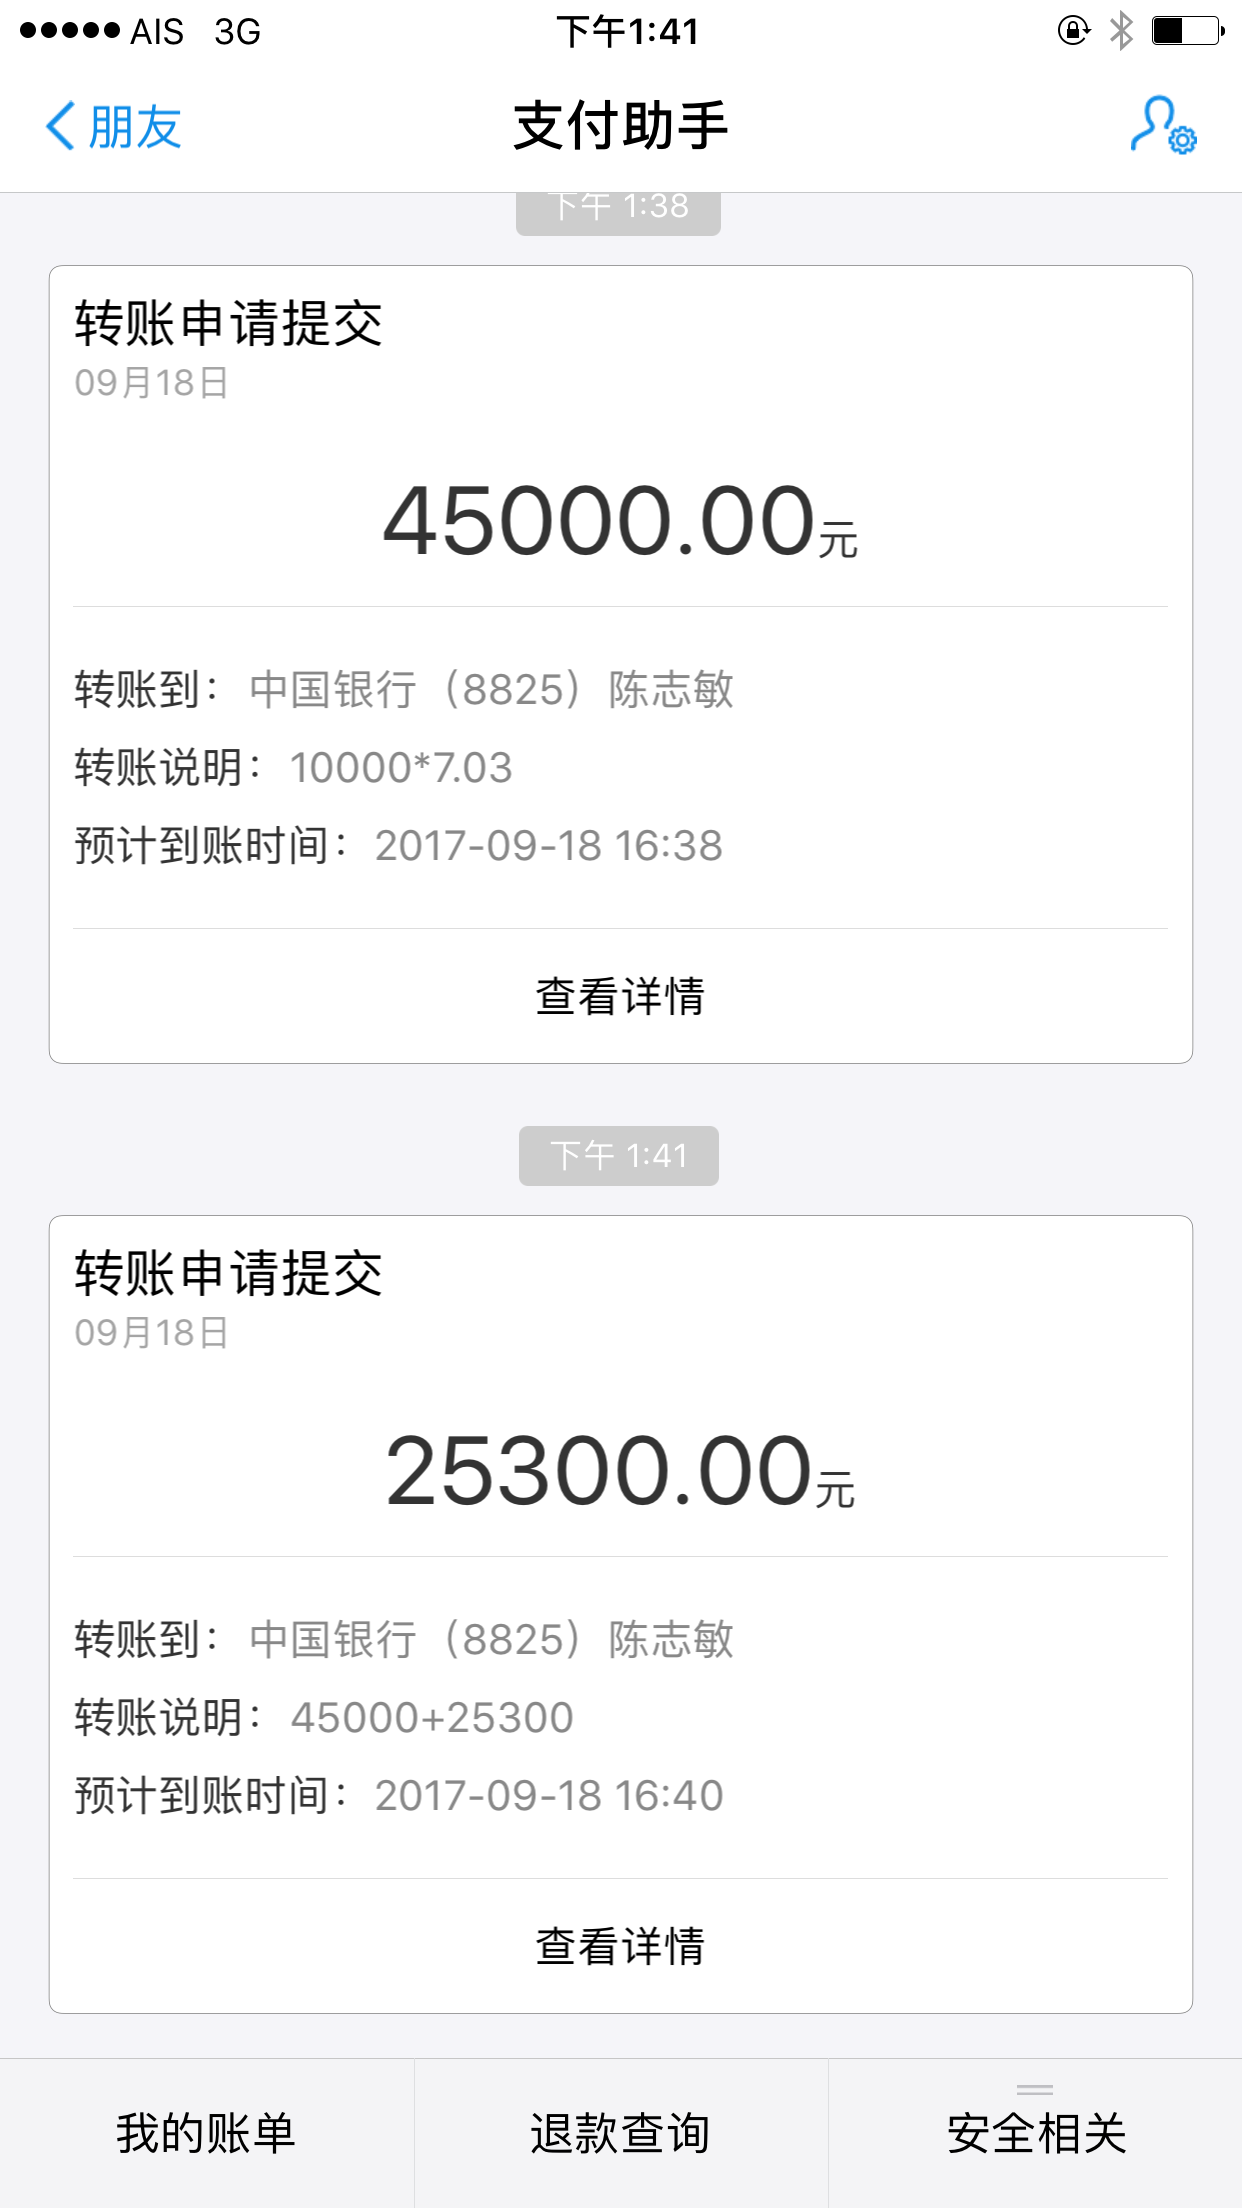 AIS 3G 下午1:41
朋友 支付助手
下午 1:38
转账申请提交
09月18日
45000.00元
转账到： 中国银行（8825）陈志敏
转账说明： 10000*7.03
预计到账时间： 2017-09-18 16:38
查看详情
下午 1:41
转账申请提交
09月18日
25300.00元
转账到： 中国银行（8825）陈志敏
转账说明： 45000+25300
预计到账时间： 2017-09-18 16:40
查看详情
我的账单 退款查询 安全相关